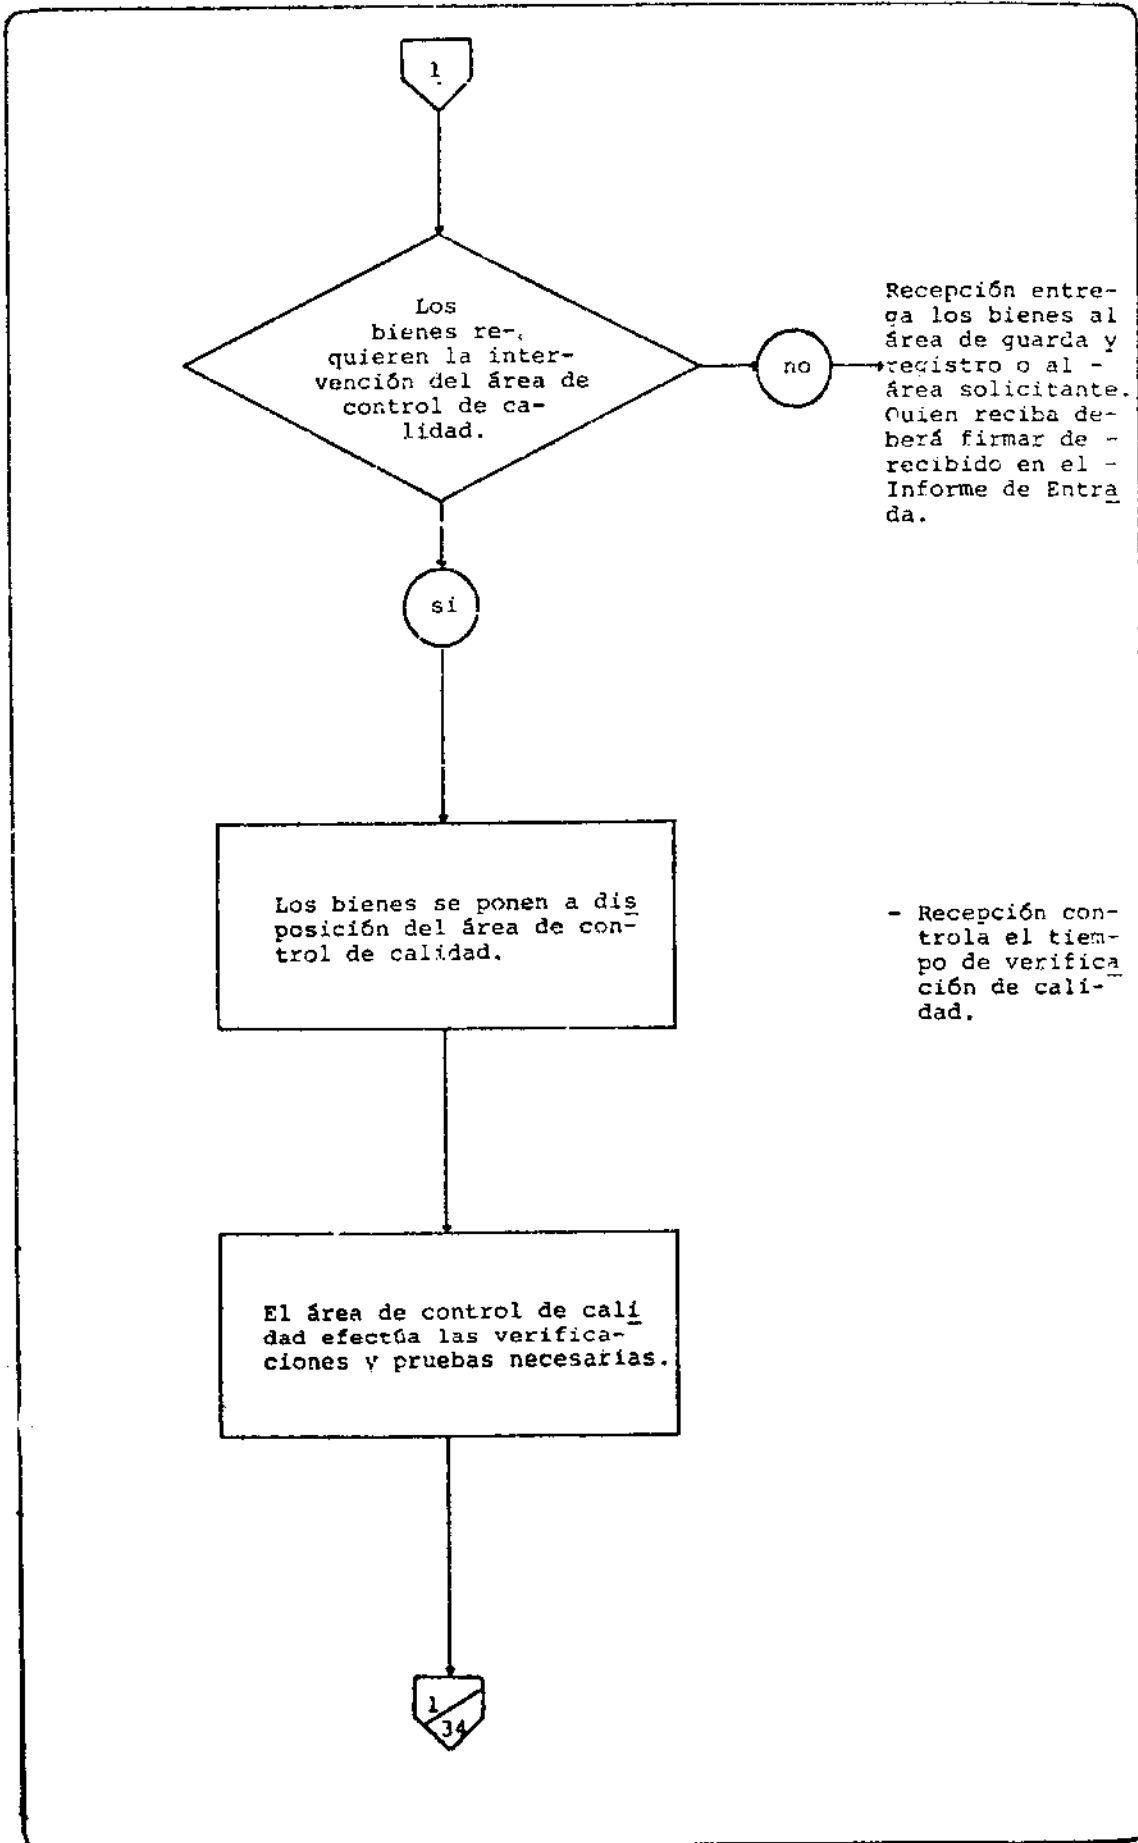 1
Los
bienes re-
quieren la inter-
vención del área de
control de ca-
lidad.
no
Recepción entre-
ga los bienes al
área de guarda y
registro o al -
área solicitante.
Quien reciba de-
berá firmar de -
recibido en el -
Informe de Entra
da.
si
Los bienes se ponen a dis
posición del área de con-
trol de calidad.
- Recepción con-
trola el tiem-
po de verifica
ción de cali-
dad.
El área de control de cali
dad efectúa las verifica-
ciones y pruebas necesarias.
1
34